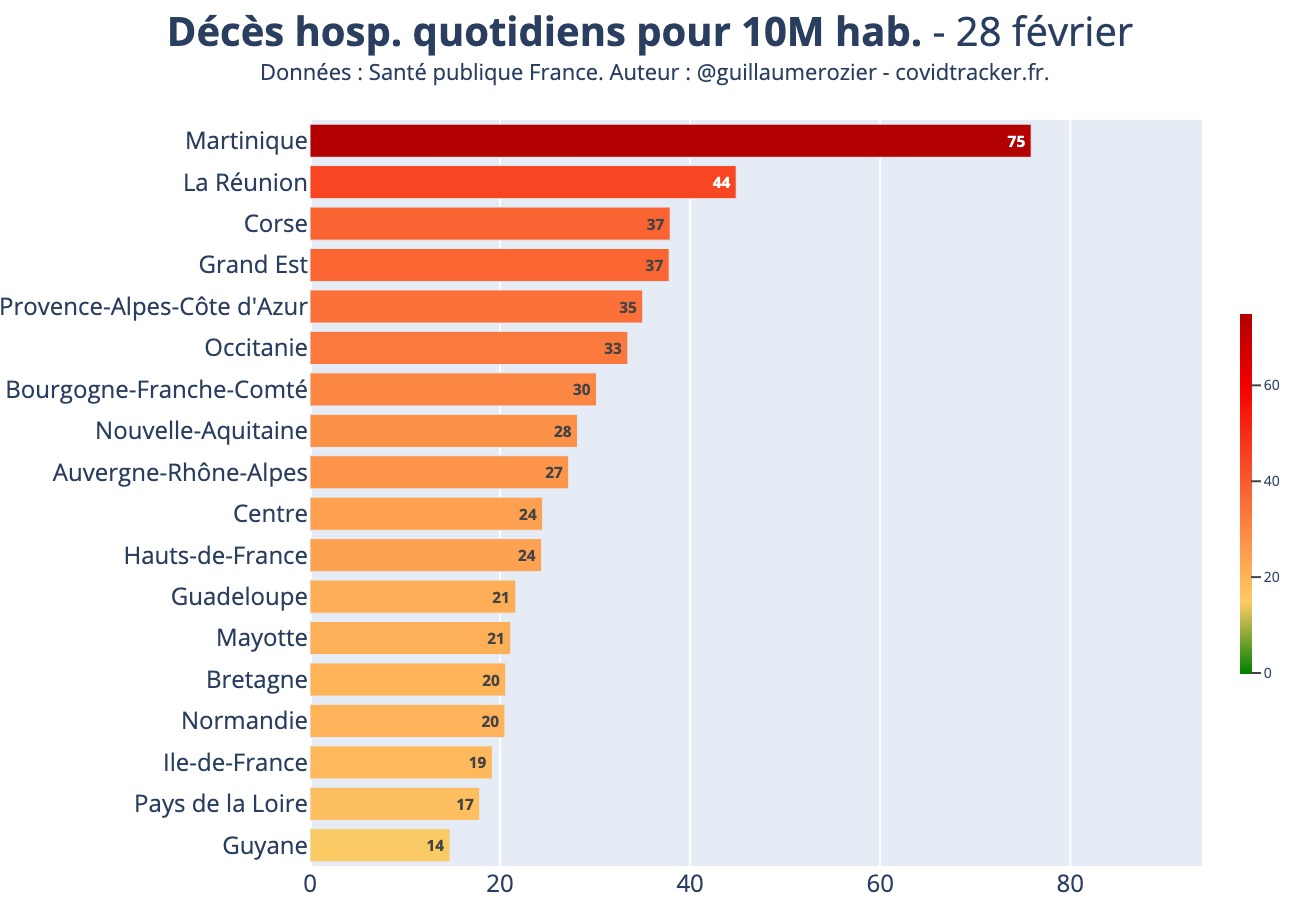 Décès hosp. quotidiens pour 10M hab. - 28 février
Données : Santé publique France. Auteur : @guillaumerozier - covidtracker.fr.
Martinique 75
La Réunion 44
Corse 37
Grand Est 37
Provence-Alpes-Côte d'Azur 35
Occitanie 33
Bourgogne-Franche-Comté 30
Nouvelle-Aquitaine 28
Auvergne-Rhône-Alpes 27
Centre 24
Hauts-de-France 24
Guadeloupe 21
Mayotte 21
Bretagne 20
Normandie 20
Ile-de-France 19
Pays de la Loire 17
Guyane 14
0 20 40 60 80
60
40
20
0